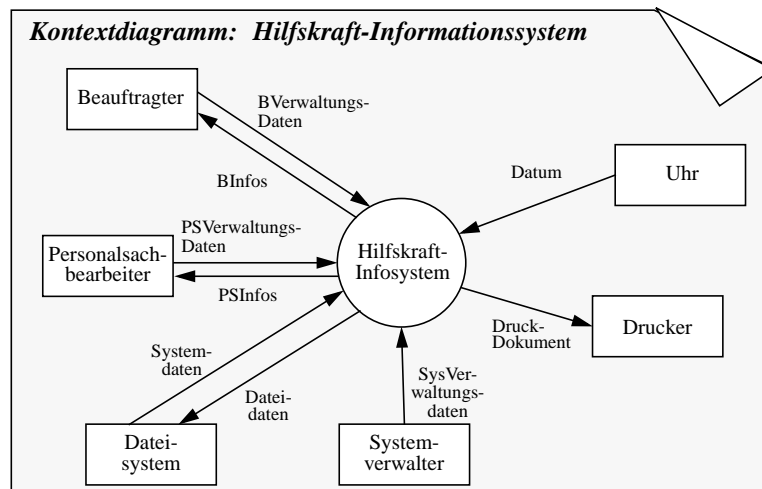 Kontextdiagramm: Hilfskraft-Informationssystem
Beauftragter
BVerwaltungs-
Daten
BInfos
Datum
Uhr
PSVerwaltungs-
Daten
Personalsach-
bearbeiter
PSInfos
Hilfskraft-
Infosystem
Druck-
Dokument
Drucker
System-
daten
Datei-
daten
SysVer-
waltungs-
daten
Datei-
system
System-
verwalter